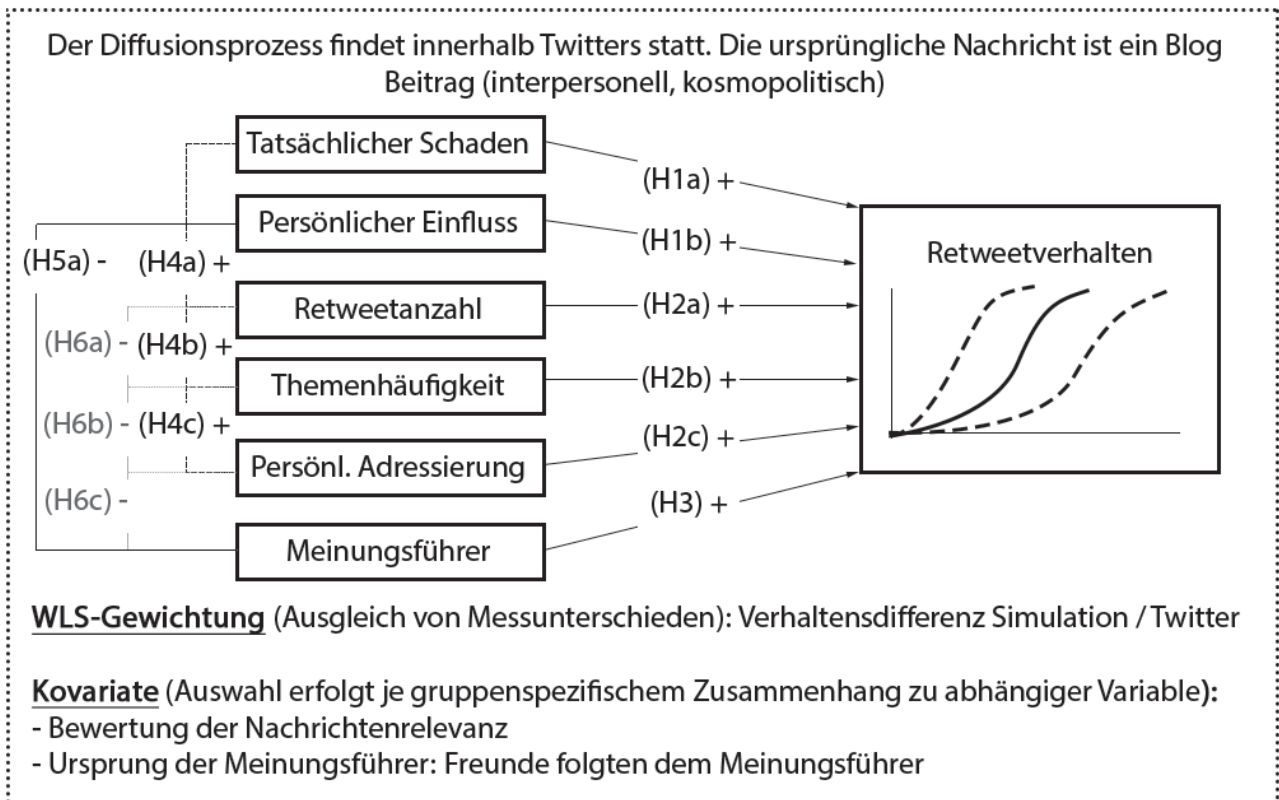 Der Diffusionsprozess findet innerhalb Twitters statt. Die ursprüngliche Nachricht ist ein Blog
Beitrag (interpersonell, kosmopolitisch)
Tatsächlicher Schaden
(H1a) +
Persönlicher Einfluss
(H1b) +
(H5a) -
(H4a) +
Retweetverhalten
Retweetanzahl
(H2a) +
(H6a) -
(H4b) +
Themenhäufigkeit
(H2b) +
(H6b) -
(H4c) +
(H2c) +
Persönl. Adressierung
(H6c) -
(H3) +
Meinungsführer
WLS-Gewichtung (Ausgleich von Messunterschieden): Verhaltensdifferenz Simulation / Twitter
Kovariate (Auswahl erfolgt je gruppenspezifischem Zusammenhang zu abhängiger Variable):
- Bewertung der Nachrichtenrelevanz
- Ursprung der Meinungsführer: Freunde folgten dem Meinungsführer